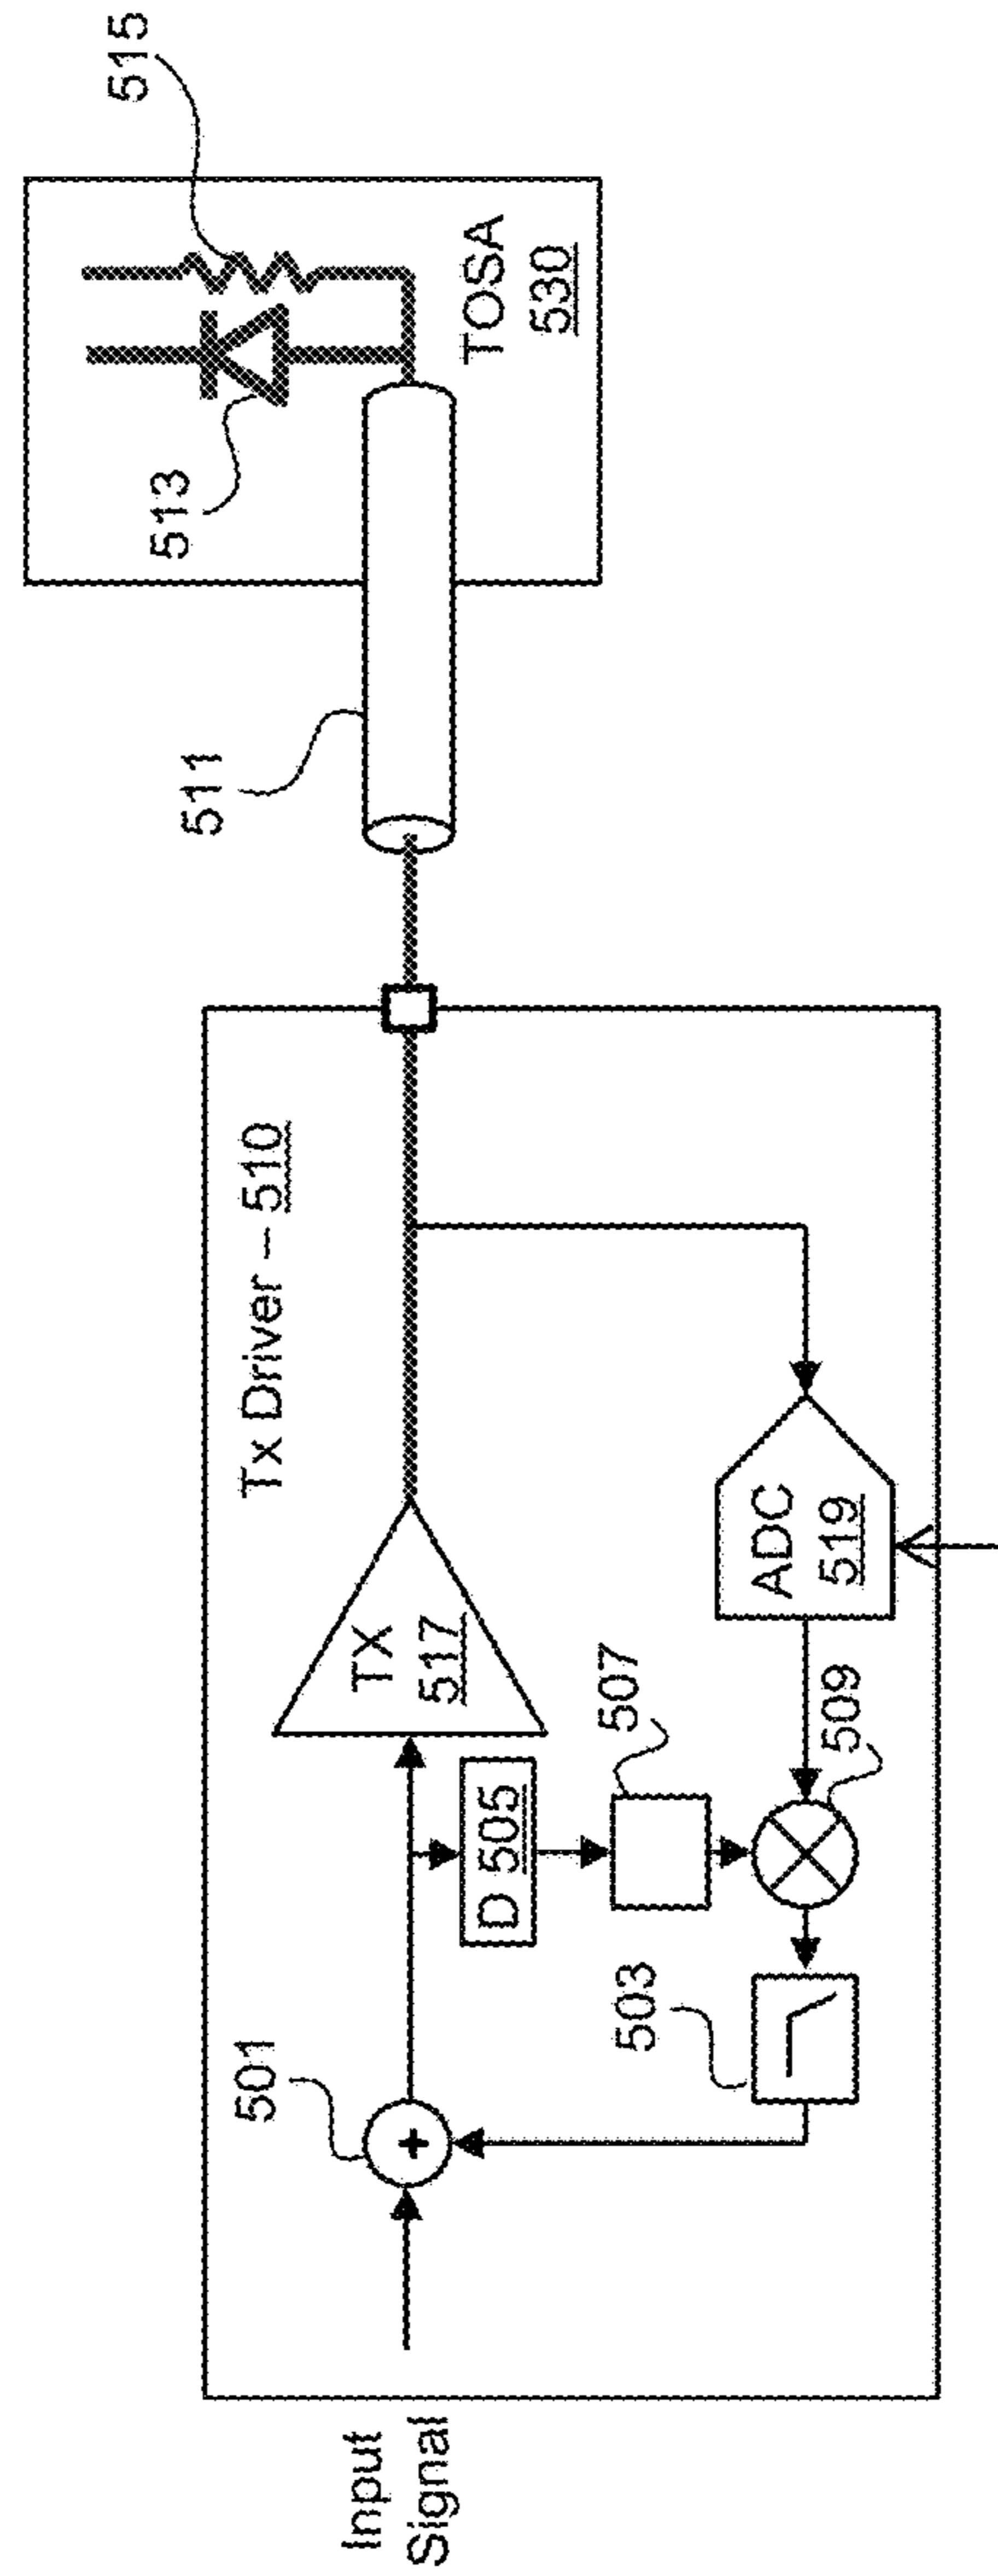 Input
Signal
501
503
D 505
507
509
TX
517
ADC
519
Tx Driver – 510
511
513
515
TOSA
530
+